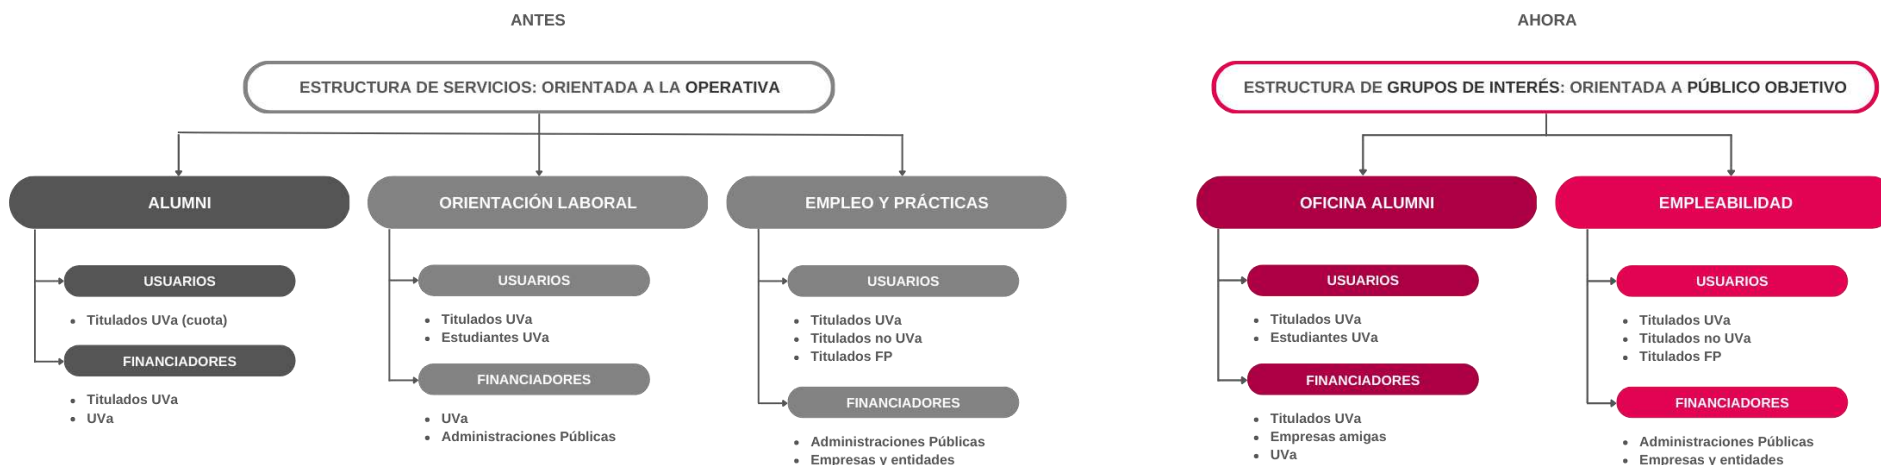 ANTES
ESTRUCTURA DE SERVICIOS: ORIENTADA A LA OPERATIVA
ALUMNI
USUARIOS
• Titulados UVa (cuota)
FINANCIADORES
• Titulados UVa
• UVa
ORIENTACIÓN LABORAL
USUARIOS
• Titulados UVa
• Estudiantes UVa
FINANCIADORES
• UVa
• Administraciones Públicas
EMPLEO Y PRÁCTICAS
USUARIOS
• Titulados UVa
• Titulados no UVa
• Titulados FP
FINANCIADORES
• Administraciones Públicas
• Empresas y entidades
AHORA
ESTRUCTURA DE GRUPOS DE INTERÉS: ORIENTADA A PÚBLICO OBJETIVO
OFICINA ALUMNI
USUARIOS
• Titulados UVa
• Estudiantes UVa
FINANCIADORES
• Titulados UVa
• Empresas amigas
• UVa
EMPLEABILIDAD
USUARIOS
• Titulados UVa
• Titulados no UVa
• Titulados FP
FINANCIADORES
• Administraciones Públicas
• Empresas y entidades